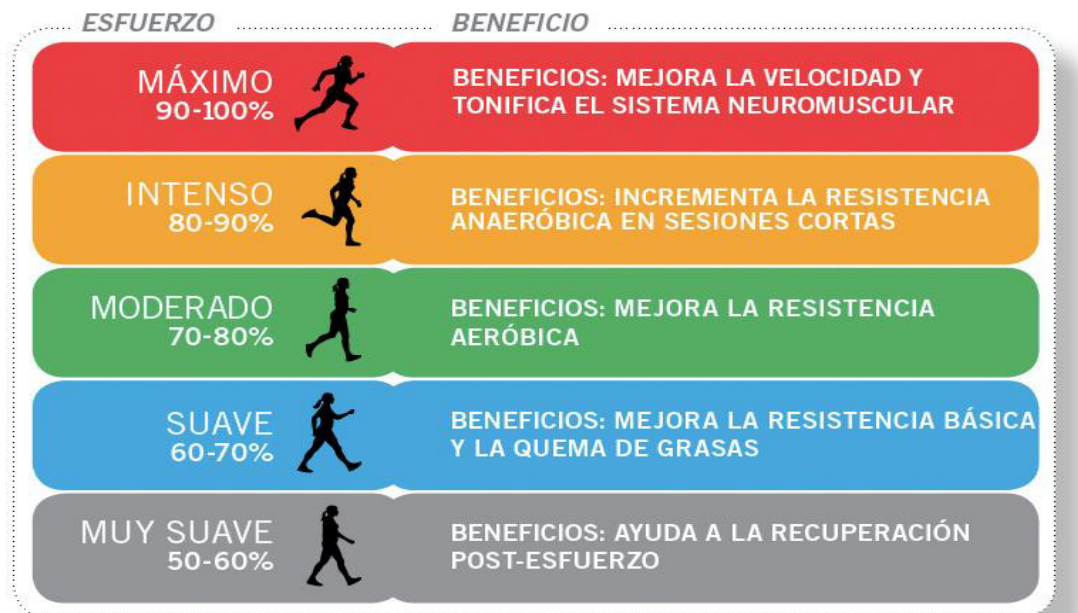 ESFUERZO
BENEFICIO
MÁXIMO
90-100%
BENEFICIOS: MEJORA LA VELOCIDAD Y
TONIFICA EL SISTEMA NEUROMUSCULAR
INTENSO
80-90%
BENEFICIOS: INCREMENTA LA RESISTENCIA
ANAERÓBICA EN SESIONES CORTAS
MODERADO
70-80%
BENEFICIOS: MEJORA LA RESISTENCIA
AERÓBICA
SUAVE
60-70%
BENEFICIOS: MEJORA LA RESISTENCIA BÁSICA
Y LA QUEMA DE GRASAS
MUY SUAVE
50-60%
BENEFICIOS: AYUDA A LA RECUPERACIÓN
POST-ESFUERZO